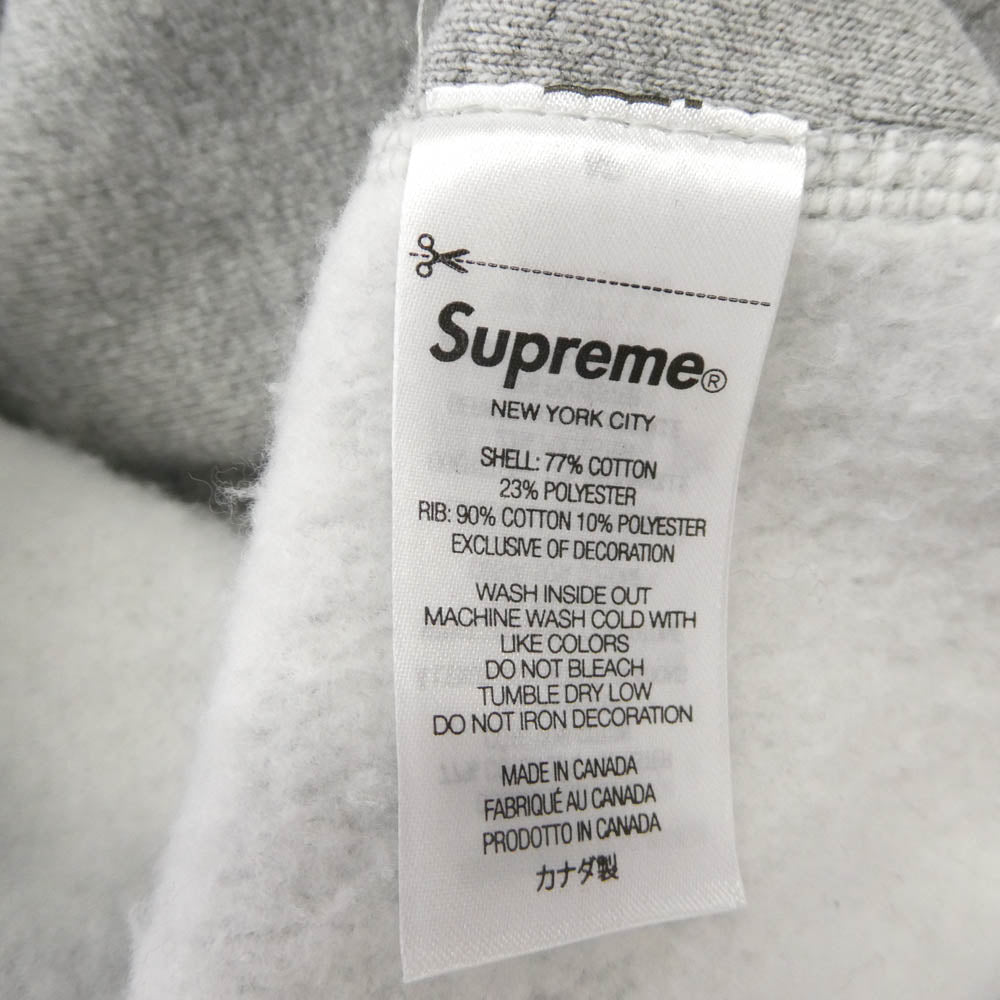 Supreme®
NEW YORK CITY
SHELL: 77% COTTON
23% POLYESTER
RIB: 90% COTTON 10% POLYESTER
EXCLUSIVE OF DECORATION
WASH INSIDE OUT
MACHINE WASH COLD WITH
LIKE COLORS
DO NOT BLEACH
TUMBLE DRY LOW
DO NOT IRON DECORATION
MADE IN CANADA
FABRIQUÉ AU CANADA
PRODOTTO IN CANADA
カナダ製